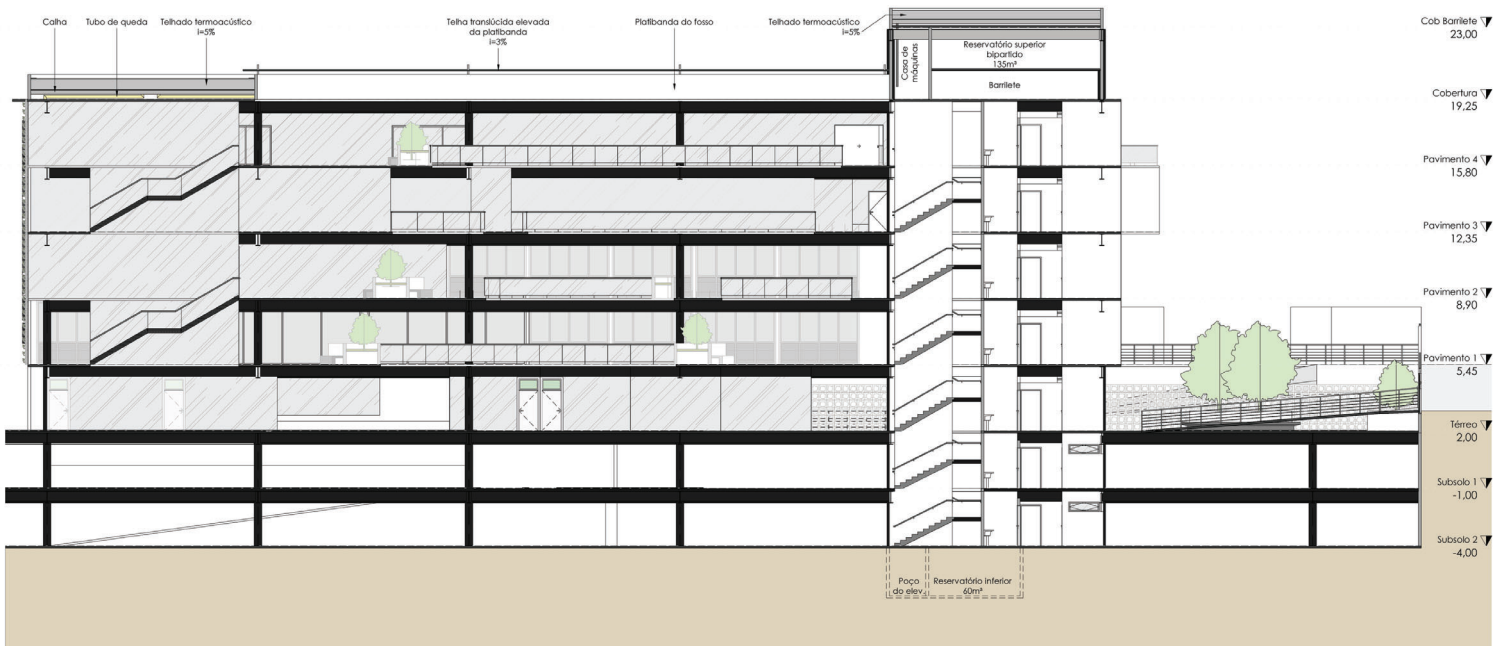 Calha
Tubo de queda
Telhado termoacústico
i=5%
Telha translúcida elevada
da platibanda
i=3%
Platibanda do fosso
Telhado termoacústico
i=5%
Casa de
máquinas
Reservatório superior
bipartido
135m³
Barrilete
Cob Barrilete
23,00
Cobertura
19,25
Pavimento 4
15,80
Pavimento 3
12,35
Pavimento 2
8,90
Pavimento 1
5,45
Térreo
2,00
Subsolo 1
-1,00
Subsolo 2
-4,00
Poço
do elev.
Reservatório inferior
60m³